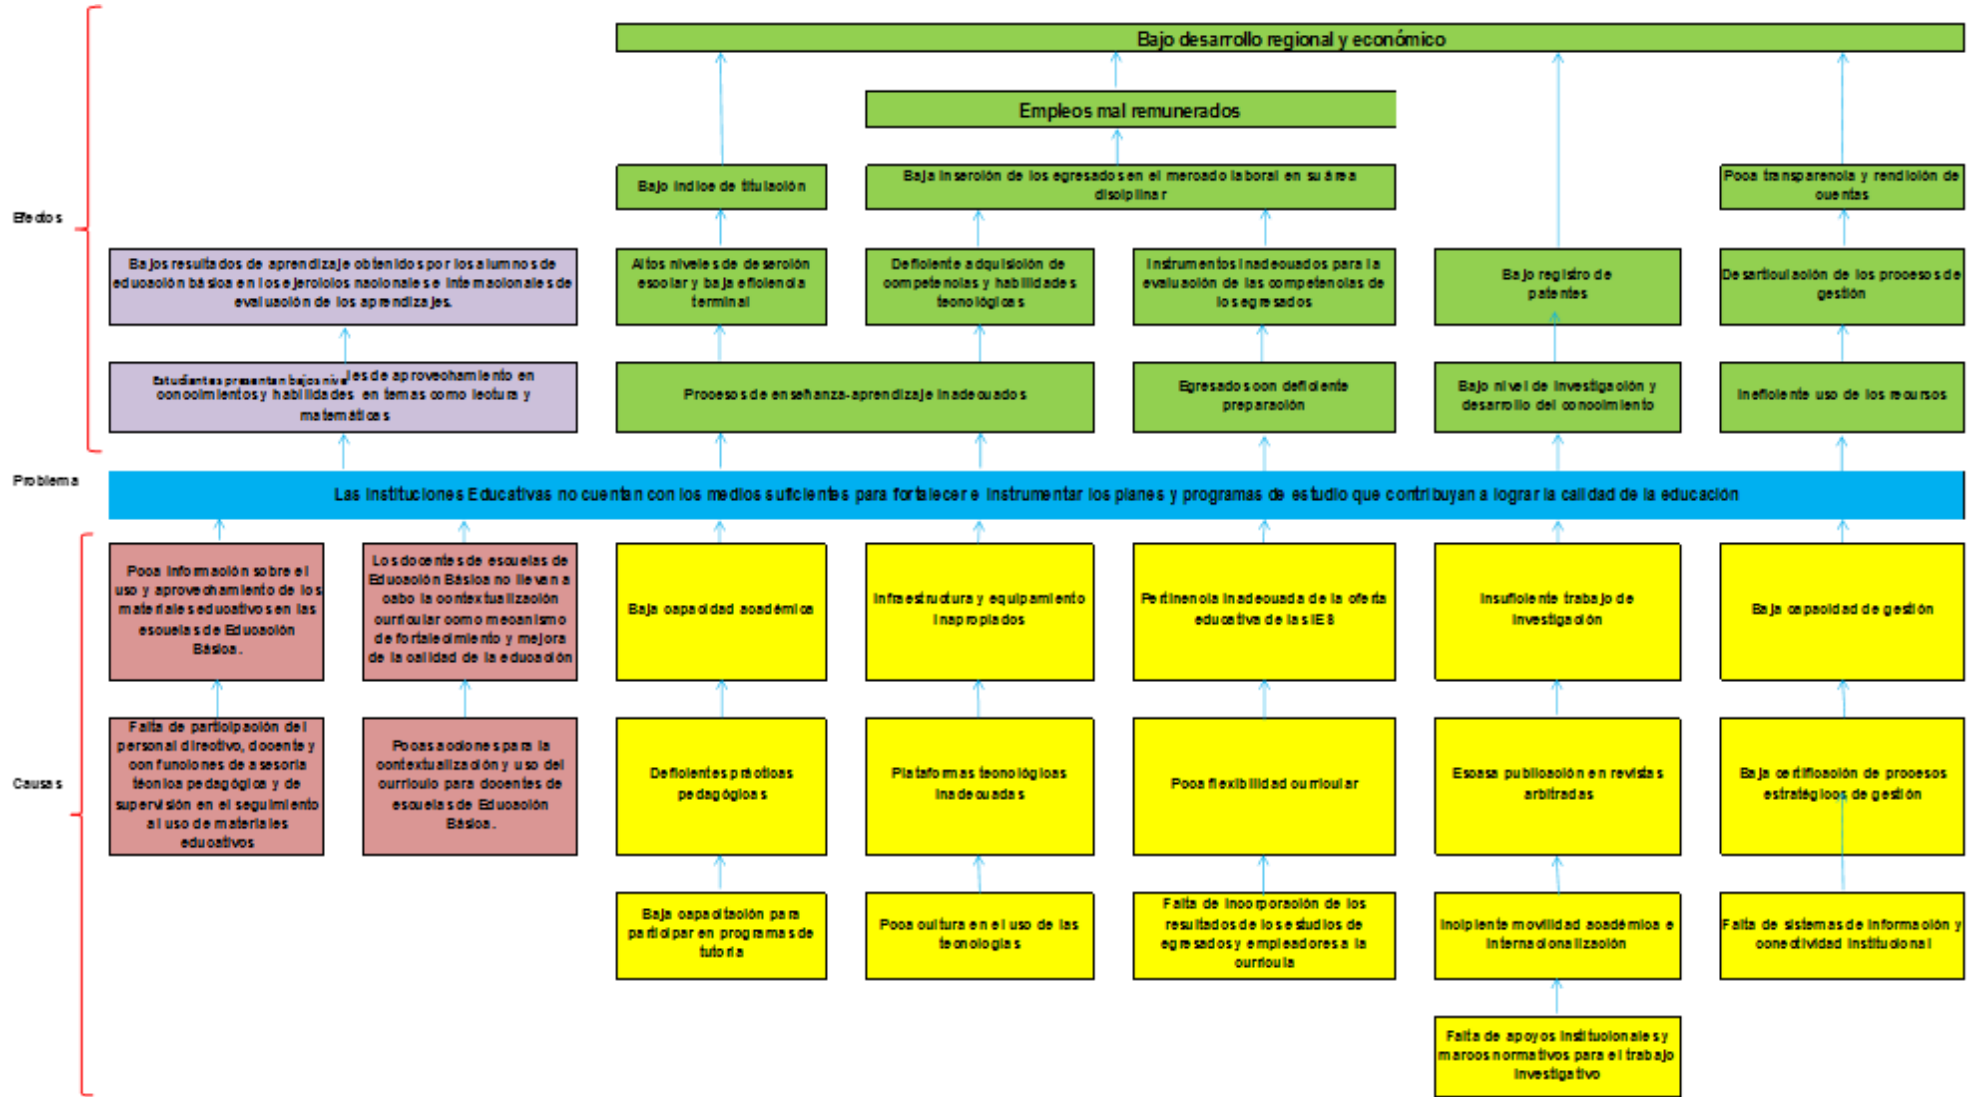 Bajo desarrollo regional y económico
Empleos mal remunerados
Bajo índice de titulación
Baja inserción de los egresados en el mercado laboral en su área
disciplinar
Poca transparencia y rendición de
cuentas
Efectos
Bajos resultados de aprendizaje obtenidos por los alumnos de
educación básica en los ejercicios nacionales e internacionales de
evaluación de los aprendizajes.
Altos niveles de deserción
escolar y baja eficiencia
terminal
Deficiente adquisición de
competencias y habilidades
tecnológicas
Instrumentos inadecuados para la
evaluación de las competencias de
los egresados
Bajo registro de
patentes
Desarticulación de los procesos de
gestión
Estudiantes presentan bajos niveles de aprovechamiento en
conocimientos y habilidades en temas como lectura y
matemáticas
Procesos de enseñanza-aprendizaje inadecuados
Egresados con deficiente
preparación
Bajo nivel de investigación y
desarrollo del conocimiento
Ineficiente uso de los recursos
Problema
Las Instituciones Educativas no cuentan con los medios suficientes para fortalecer e instrumentar los planes y programas de estudio que contribuyan a lograr la calidad de la educación
Poca información sobre el
uso y aprovechamiento de los
materiales educativos en las
escuelas de Educación
Básica.
Los docentes de escuelas de
Educación Básica no llevan a
cabo la contextualización
curricular como mecanismo
de fortalecimiento y mejora
de la calidad de la educación
Baja capacidad académica
Infraestructura y equipamiento
inapropiados
Pertinencia inadecuada de la oferta
educativa de las IES
Insuficiente trabajo de
investigación
Baja capacidad de gestión
Causas
Falta de participación del
personal directivo, docente y
con funciones de asesoría
técnica pedagógica y de
supervisión en el seguimiento
al uso de materiales
educativos
Pocas acciones para la
contextualización y uso del
currículo para docentes de
escuelas de Educación
Básica.
Deficientes prácticas
pedagógicas
Plataformas tecnológicas
inadecuadas
Poca flexibilidad curricular
Escasa publicación en revistas
arbitradas
Baja certificación de procesos
estratégicos de gestión
Baja capacitación para
participar en programas de
tutoría
Poca cultura en el uso de las
tecnologías
Falta de incorporación de los
resultados de los estudios de
egresados y empleadores a la
currícula
Incipiente movilidad académica e
internacionalización
Falta de sistemas de información y
conectividad institucional
Falta de apoyos institucionales y
marcos normativos para el trabajo
investigativo